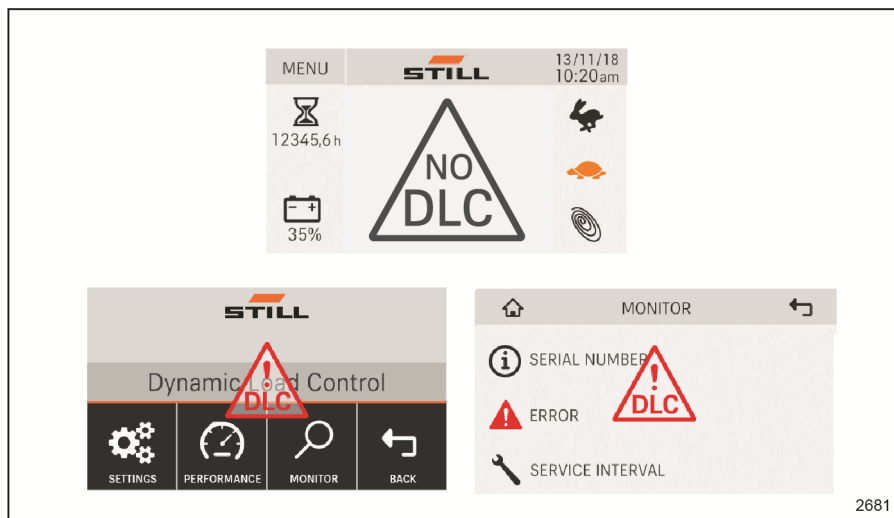 MENU
STILL
13/11/18
10:20am
12345,6 h
NO
DLC
35%
STILL
Dynamic Load Control
DLC
SETTINGS
PERFORMANCE
MONITOR
BACK
MONITOR
SERIAL NUMBER
DLC
ERROR
SERVICE INTERVAL
2681